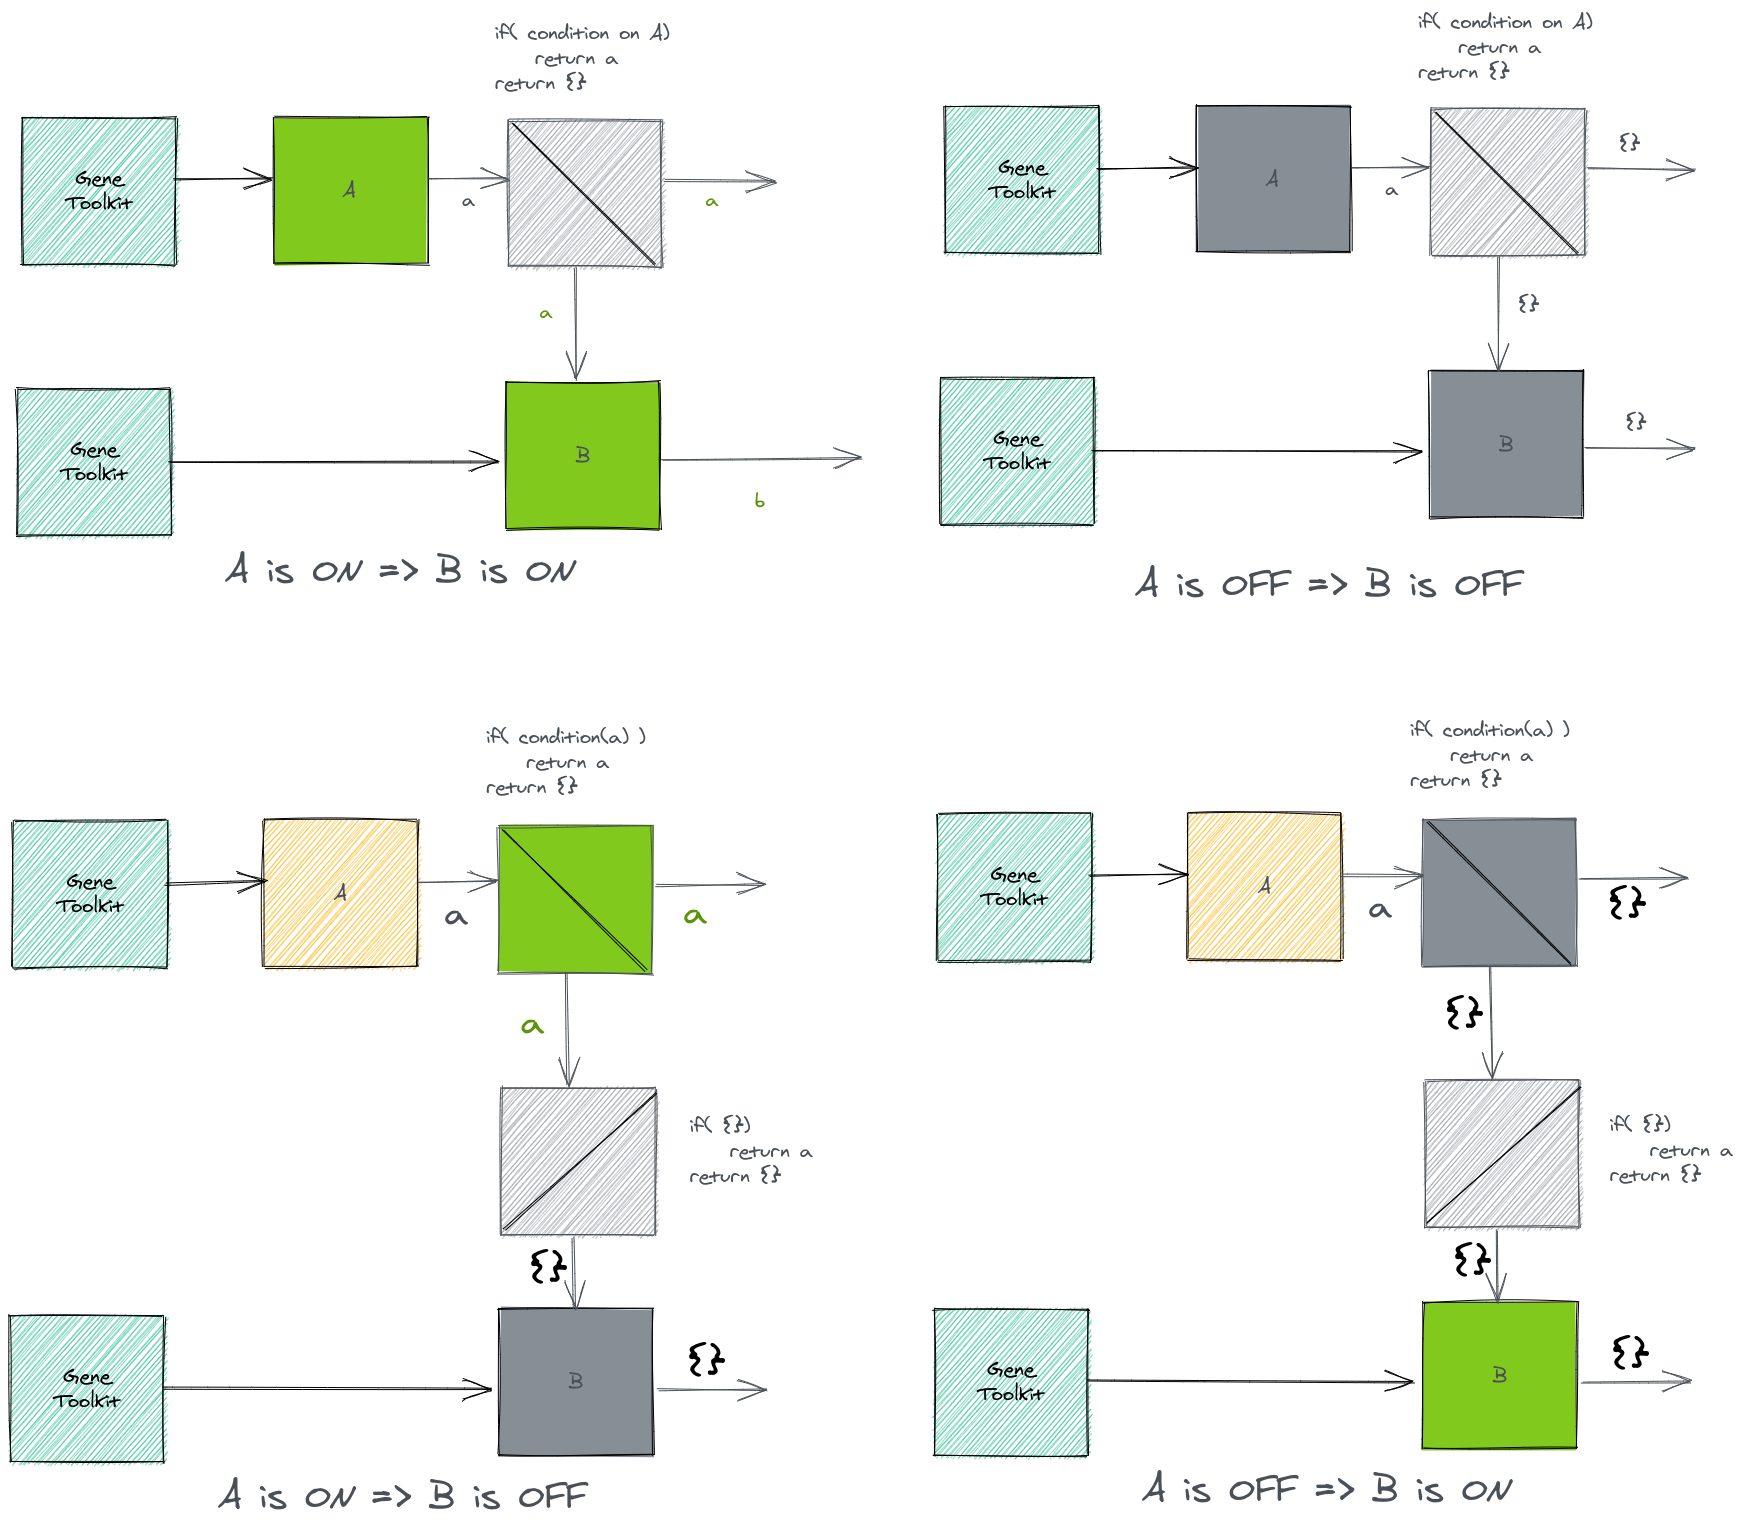 if( condition on A)
return a
return {}
Gene
Toolkit
A
a
a
a
Gene
Toolkit
B
b
A is ON => B is ON
if( condition on A)
return a
return {}
Gene
Toolkit
A
a
{}
{}
Gene
Toolkit
B
{}
A is OFF => B is OFF
if( condition(a) )
return a
return {}
Gene
Toolkit
A
a
a
a
if( {})
return a
return {}
{}
Gene
Toolkit
B
{}
A is ON => B is OFF
if( condition(a) )
return a
return {}
Gene
Toolkit
A
a
{}
{}
if( {})
return a
return {}
{}
Gene
Toolkit
B
{}
A is OFF => B is ON